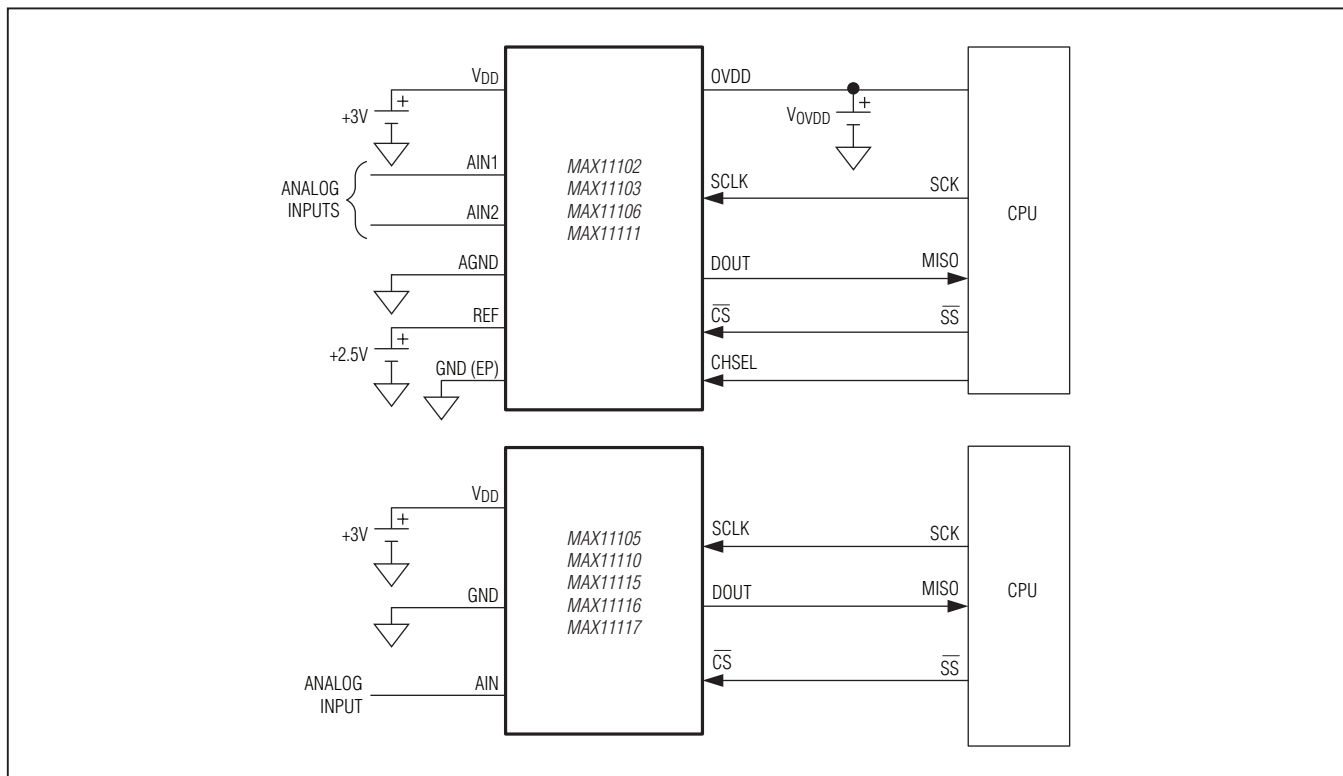 VDD
+3V
ANALOG
INPUTS
AIN1
AIN2
AGND
REF
+2.5V
GND (EP)
MAX11102
MAX11103
MAX11106
MAX11111
OVDD
VOVDD
+
SCLK
SCK
DOUT
MISO
CS
SS
CHSEL
CPU
VDD
+3V
GND
ANALOG
INPUT
AIN
MAX11105
MAX11110
MAX11115
MAX11116
MAX11117
SCLK
SCK
DOUT
MISO
CS
SS
CPU